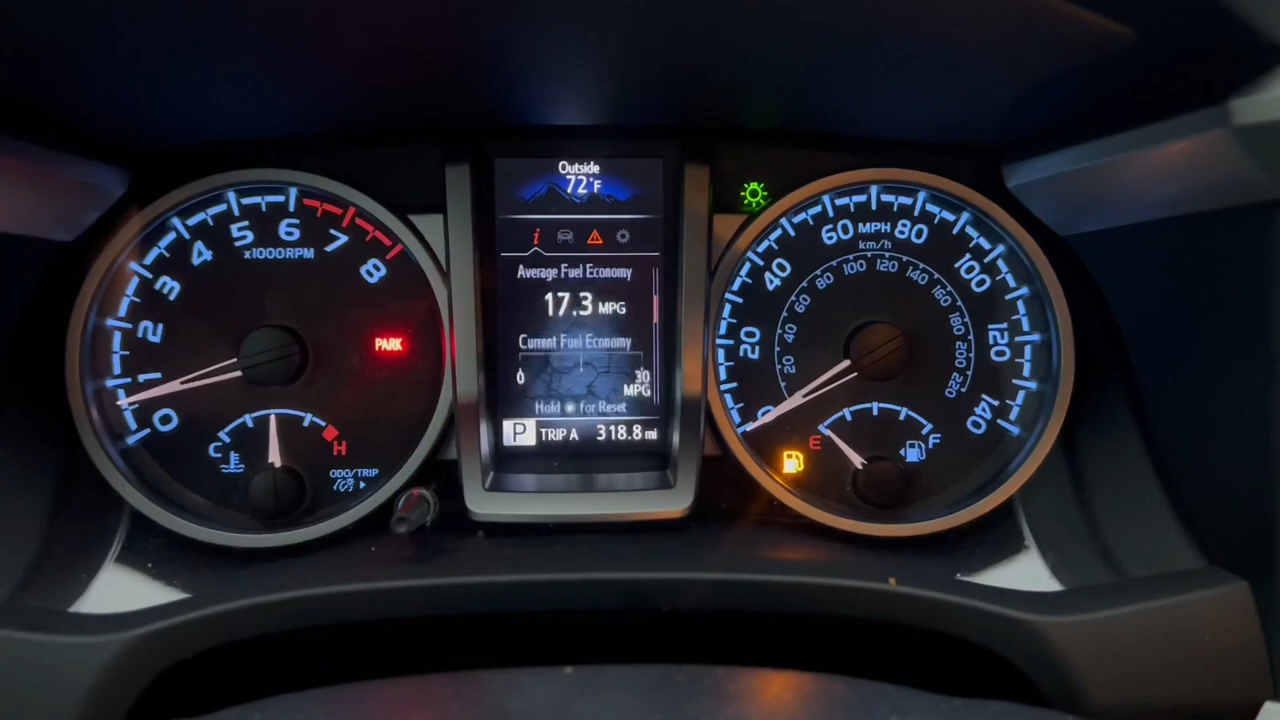 0
1
2
3
4
5
6
7
8
x1000RPM
PARK
C
H
ODO/TRIP
Outside
72°F
i
Average Fuel Economy
17.3 MPG
Current Fuel Economy
0
30
MPG
Hold for Reset
P TRIP A 318.8 mi
0
20
40
60
80
100
120
140
MPH
km/h
20
40
60
80
100
120
140
160
180
200
220
E
F